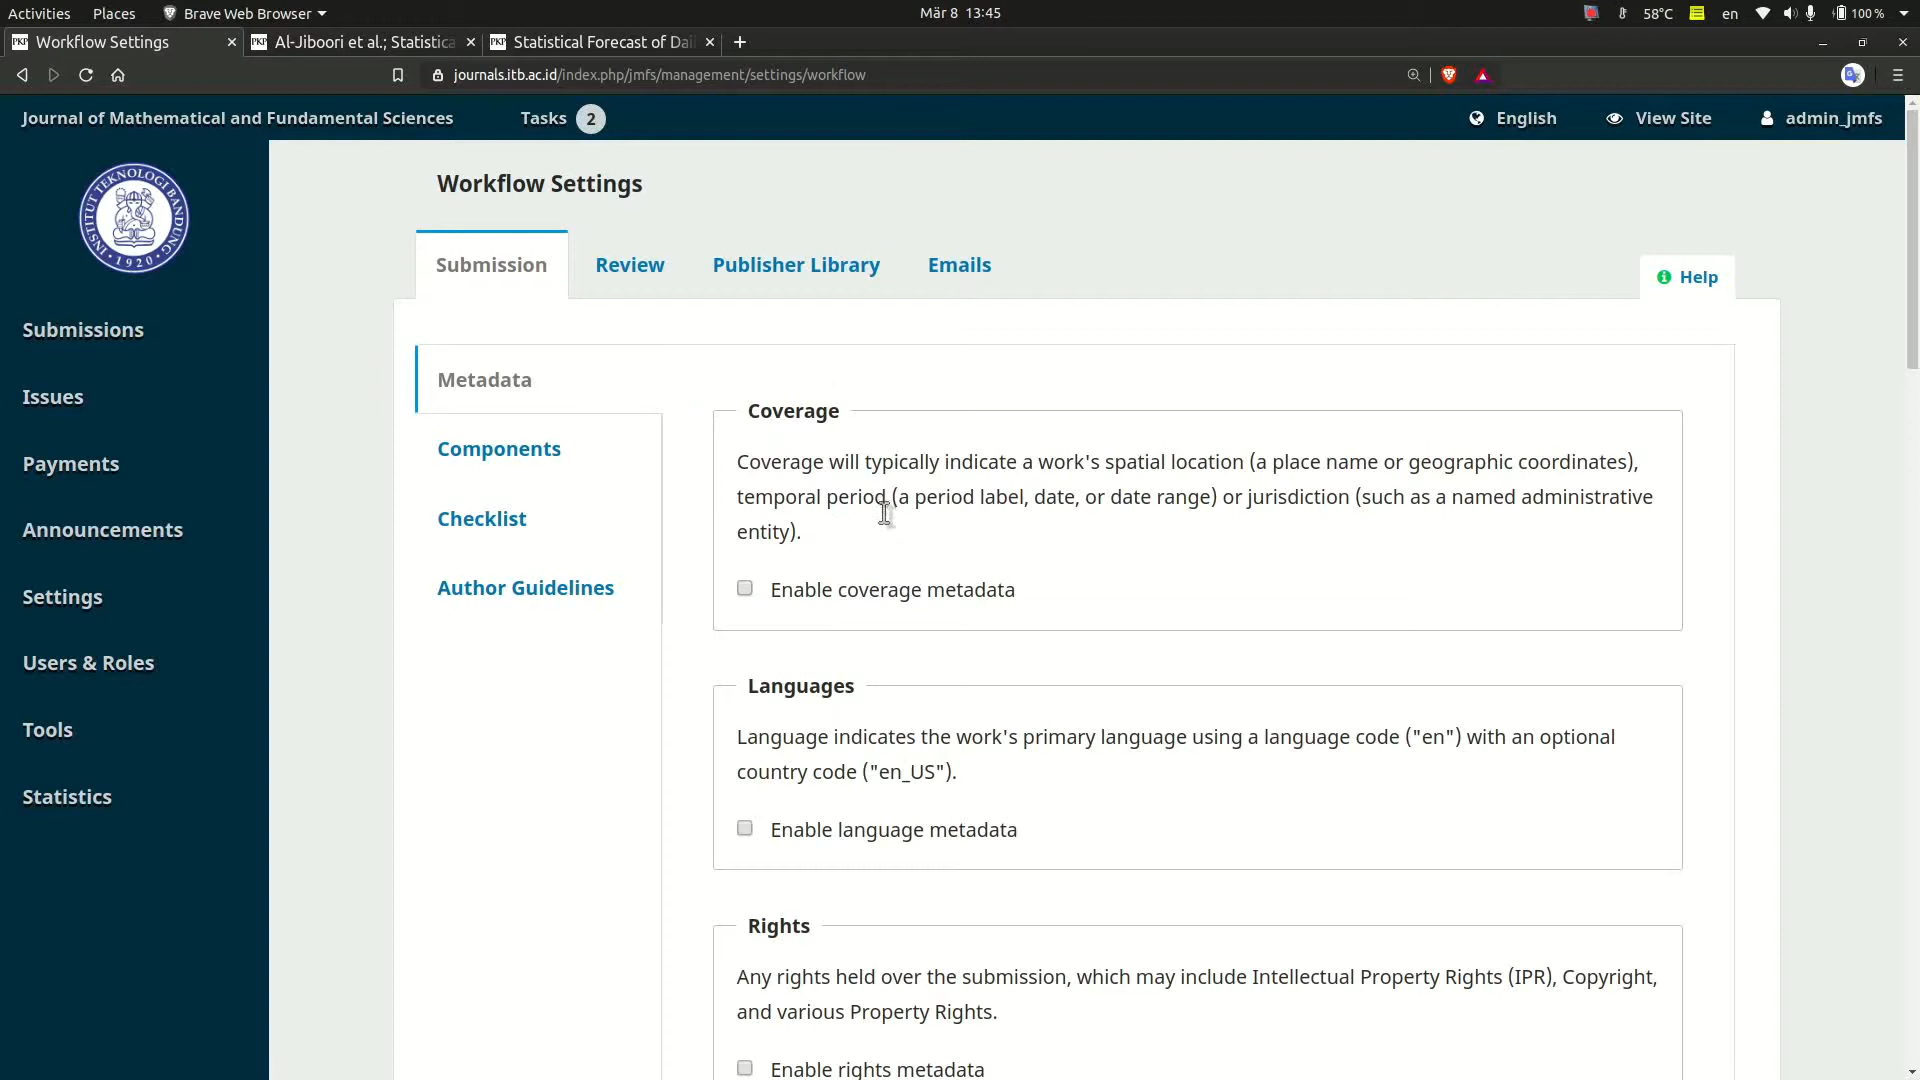 Activities Places Brave Web Browser Mär 8 13:45 58°C en 100 %
Workflow Settings Al-Jiboori et al.; Statistica Statistical Forecast of Dai
journals.itb.ac.id/index.php/jmfs/management/settings/workflow
Journal of Mathematical and Fundamental Sciences Tasks 2 English View Site admin_jmfs
INSTITUT TEKNOLOGI BANDUNG
1920
Submissions
Issues
Payments
Announcements
Settings
Users & Roles
Tools
Statistics
Workflow Settings
Submission Review Publisher Library Emails
Help
Metadata
Components
Checklist
Author Guidelines
Coverage
Coverage will typically indicate a work's spatial location (a place name or geographic coordinates),
temporal period (a period label, date, or date range) or jurisdiction (such as a named administrative
entity).
Enable coverage metadata
Languages
Language indicates the work's primary language using a language code ("en") with an optional
country code ("en_US").
Enable language metadata
Rights
Any rights held over the submission, which may include Intellectual Property Rights (IPR), Copyright,
and various Property Rights.
Enable rights metadata